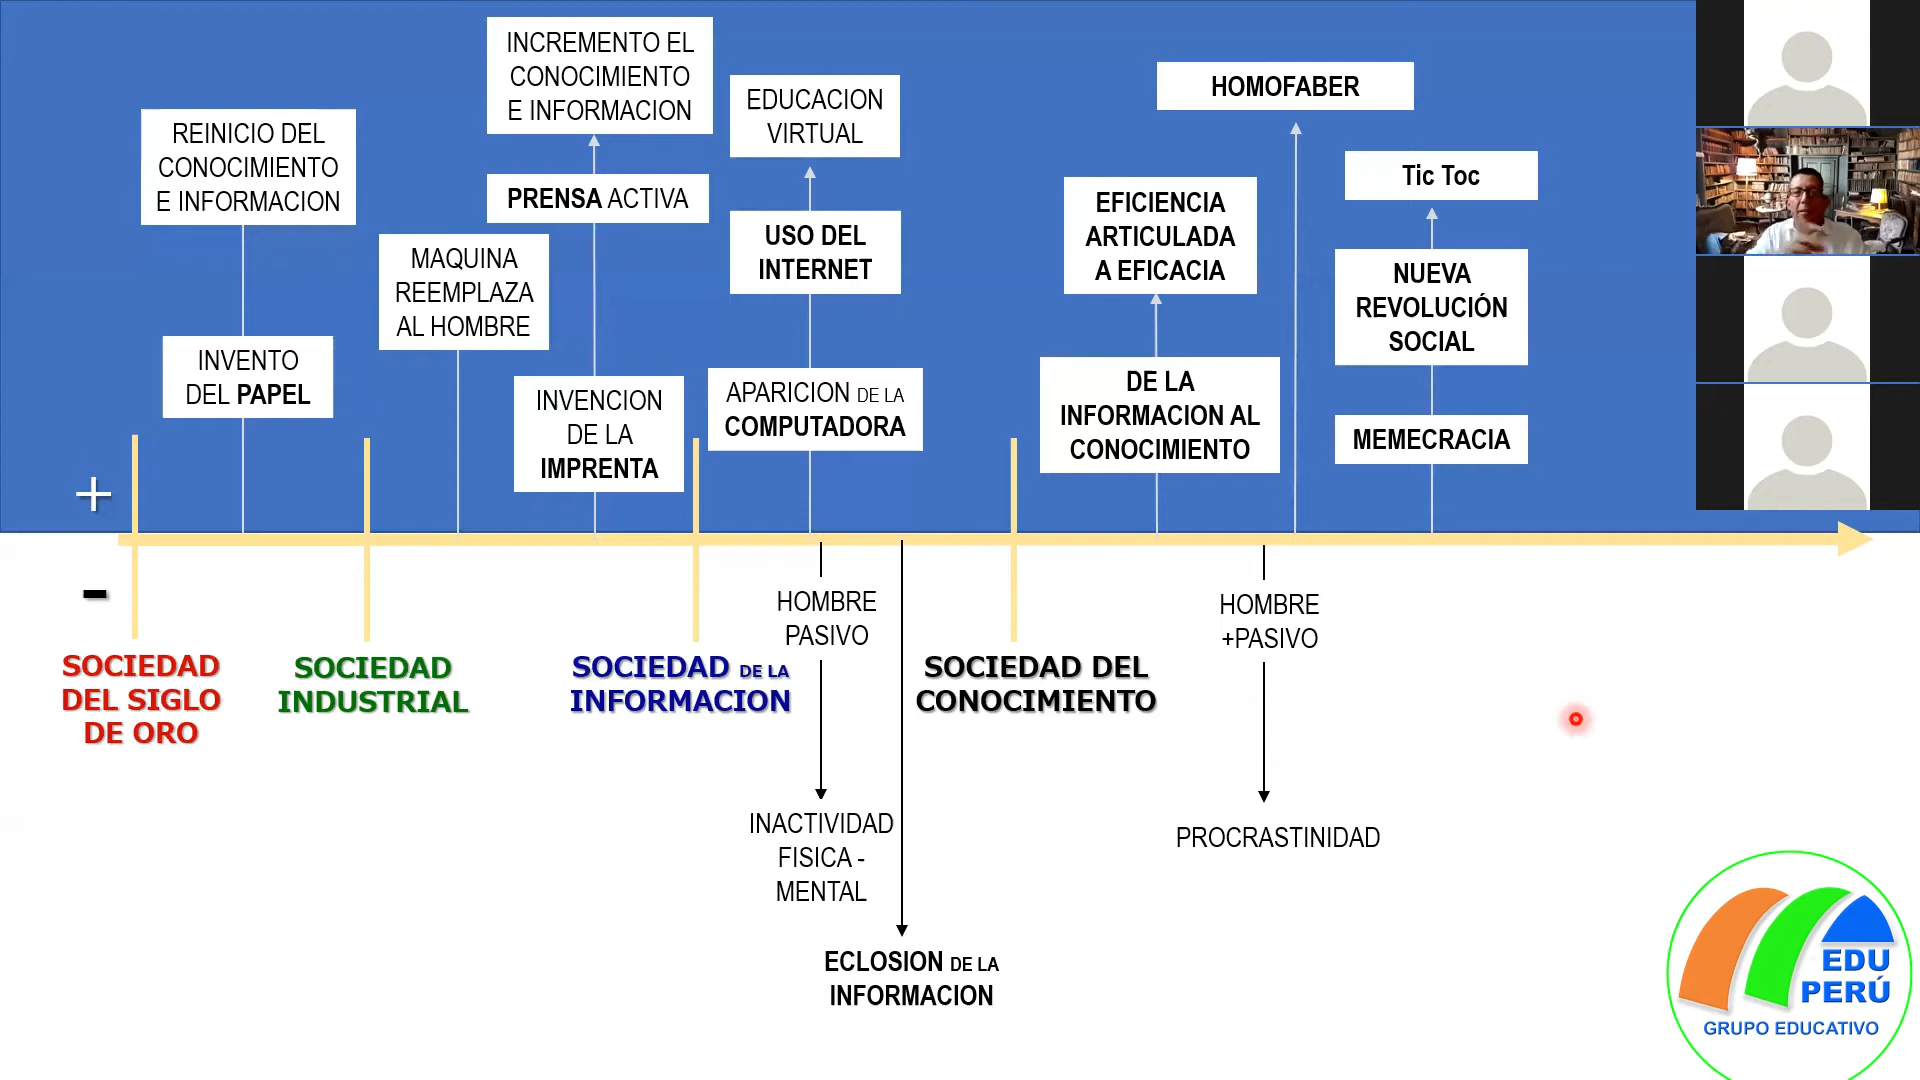 REINICIO DEL
CONOCIMIENTO
E INFORMACION
INVENTO
DEL PAPEL
MAQUINA
REEMPLAZA
AL HOMBRE
INCREMENTO EL
CONOCIMIENTO
E INFORMACION
PRENSA ACTIVA
INVENCION
DE LA
IMPRENTA
EDUCACION
VIRTUAL
USO DEL
INTERNET
APARICION DE LA
COMPUTADORA
EFICIENCIA
ARTICULADA
A EFICACIA
DE LA
INFORMACION AL
CONOCIMIENTO
HOMOFABER
Tic Toc
NUEVA
REVOLUCIÓN
SOCIAL
MEMECRACIA
+
-
SOCIEDAD
DEL SIGLO
DE ORO
SOCIEDAD
INDUSTRIAL
SOCIEDAD DE LA
INFORMACION
SOCIEDAD DEL
CONOCIMIENTO
HOMBRE
PASIVO
INACTIVIDAD
FISICA -
MENTAL
ECLOSION DE LA
INFORMACION
HOMBRE
+PASIVO
PROCRASTINIDAD
EDU
PERÚ
GRUPO EDUCATIVO